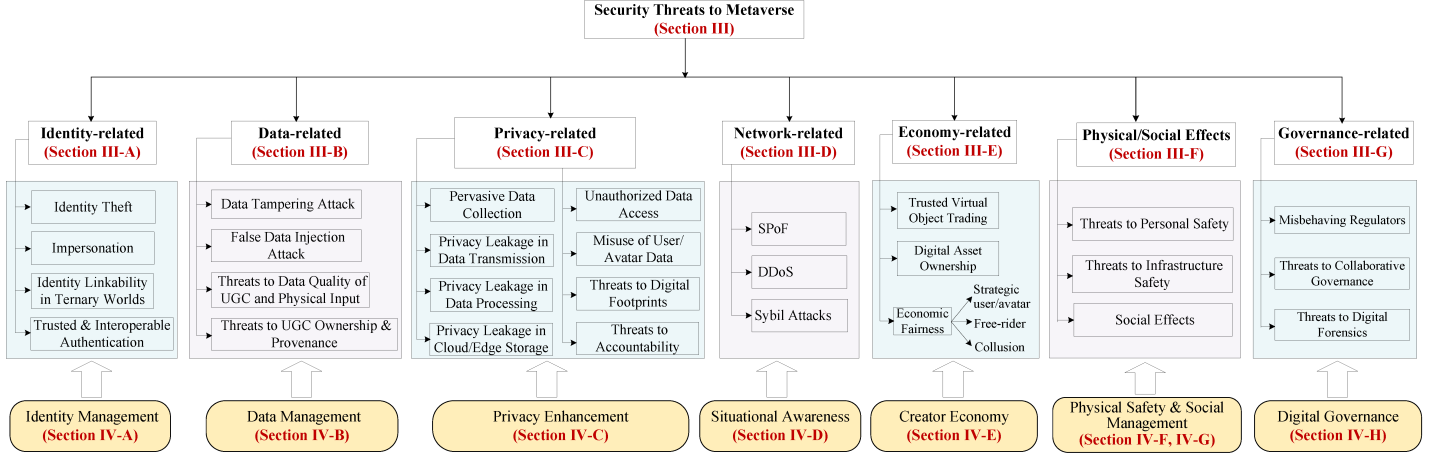 Security Threats to Metaverse
(Section III)
Identity-related
(Section III-A)
Identity Theft
Impersonation
Identity Linkability
in Ternary Worlds
Trusted & Interoperable
Authentication
Identity Management
(Section IV-A)
Data-related
(Section III-B)
Data Tampering Attack
False Data Injection
Attack
Threats to Data Quality of
UGC and Physical Input
Threats to UGC Ownership &
Provenance
Data Management
(Section IV-B)
Privacy-related
(Section III-C)
Pervasive Data
Collection
Privacy Leakage in
Data Transmission
Privacy Leakage in
Data Processing
Privacy Leakage in
Cloud/Edge Storage
Unauthorized Data
Access
Misuse of User/
Avatar Data
Threats to Digital
Footprints
Threats to
Accountability
Privacy Enhancement
(Section IV-C)
Network-related
(Section III-D)
SPoF
DDoS
Sybil Attacks
Situational Awareness
(Section IV-D)
Economy-related
(Section III-E)
Trusted Virtual
Object Trading
Digital Asset
Ownership
Economic
Fairness
Strategic
user/avatar
Free-rider
Collusion
Creator Economy
(Section IV-E)
Physical/Social Effects
(Section III-F)
Threats to Personal Safety
Threats to Infrastructure
Safety
Social Effects
Physical Safety & Social
Management
(Section IV-F, IV-G)
Governance-related
(Section III-G)
Misbehaving Regulators
Threats to Collaborative
Governance
Threats to Digital
Forensics
Digital Governance
(Section IV-H)